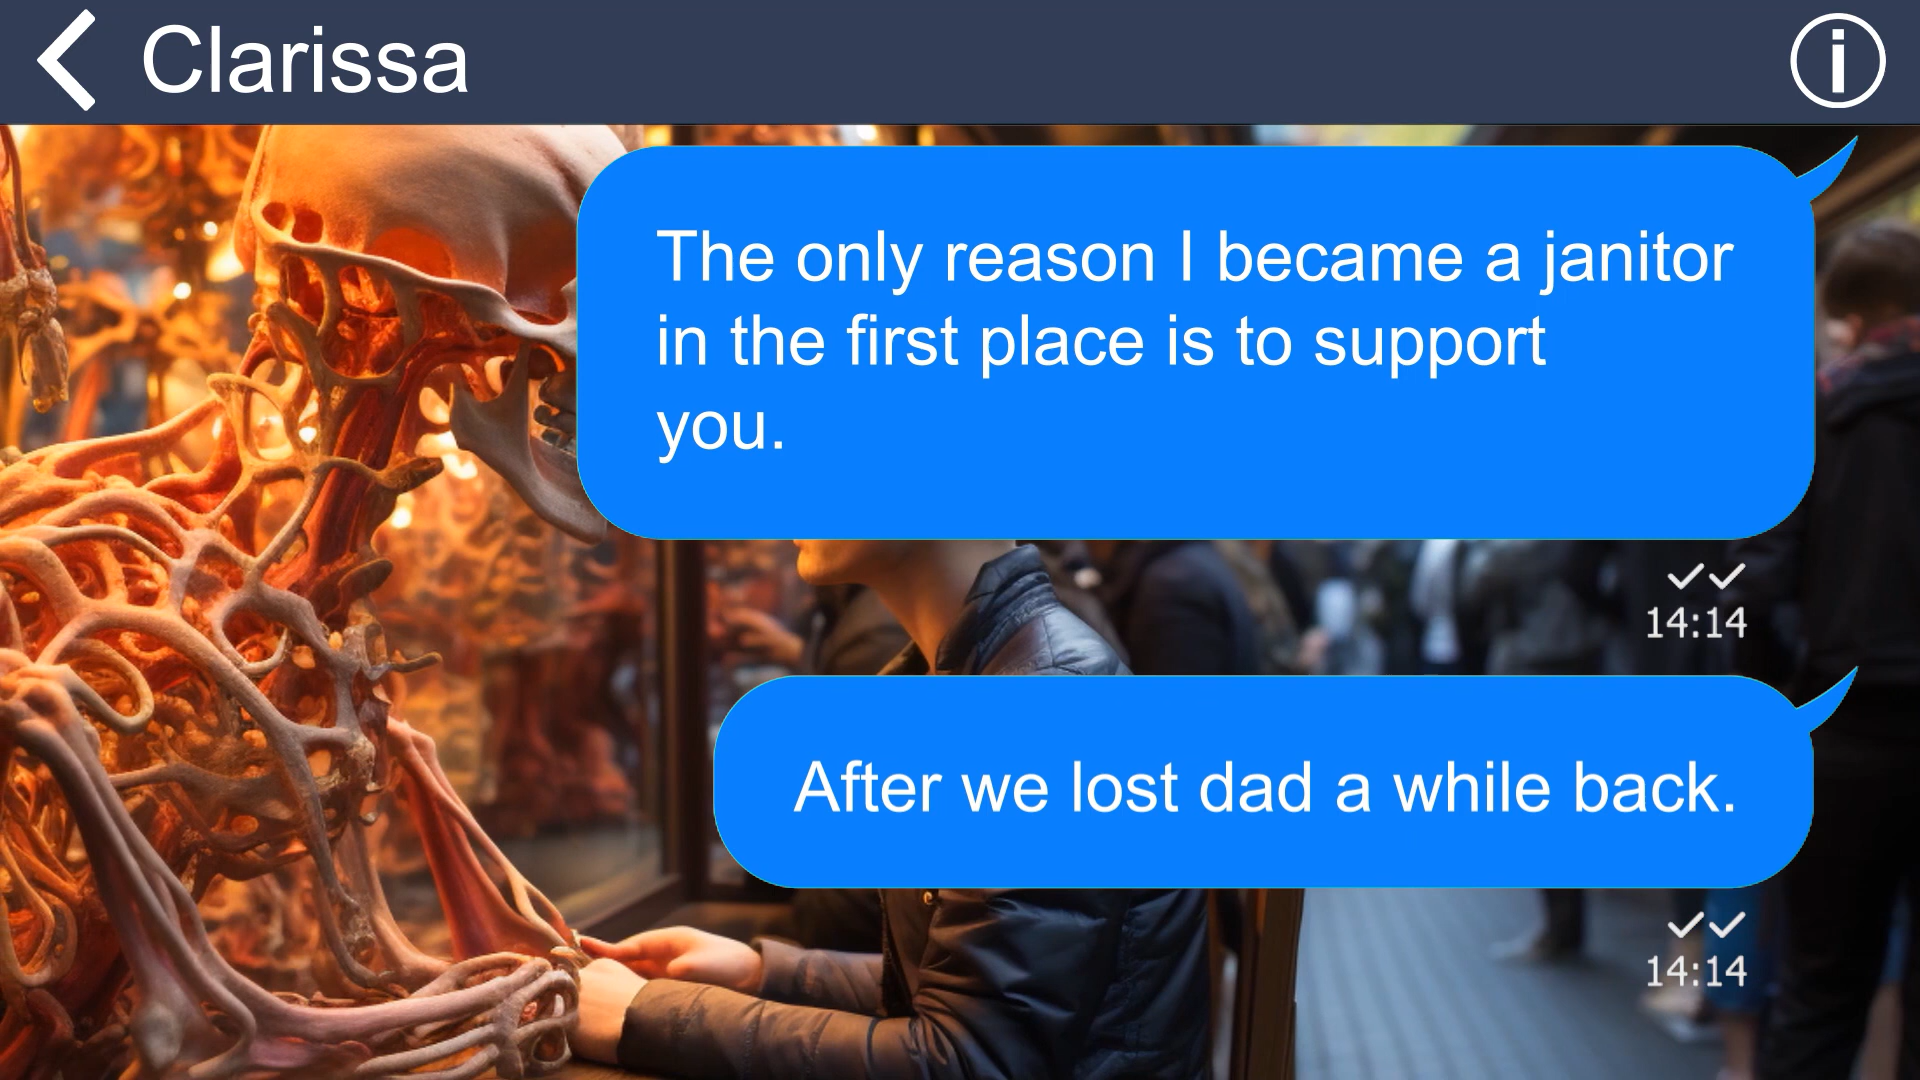 Clarissa
The only reason I became a janitor
in the first place is to support
you.
14:14
After we lost dad a while back.
14:14